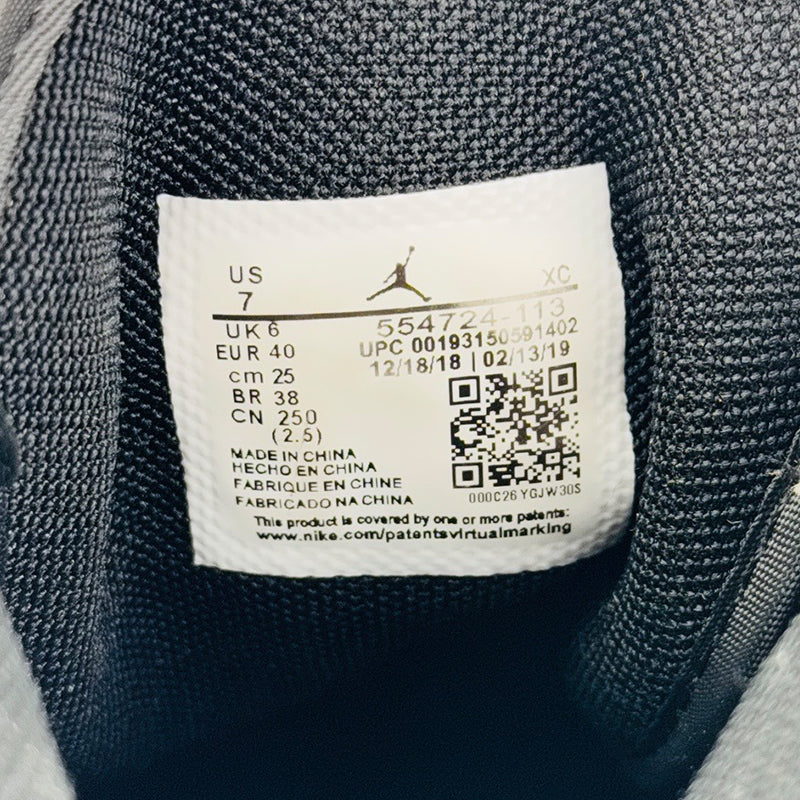 US
7
XC
UK 6
EUR 40
cm 25
BR 38
CN 250
(2.5)
554724-113
UPC 00193150591402
12/18/18 | 02/13/19
000C26YGJW30S
MADE IN CHINA
HECHO EN CHINA
FABRIQUE EN CHINE
FABRICADO NA CHINA
This product is covered by one or more patents:
www.nike.com/patentsvirtualmarking